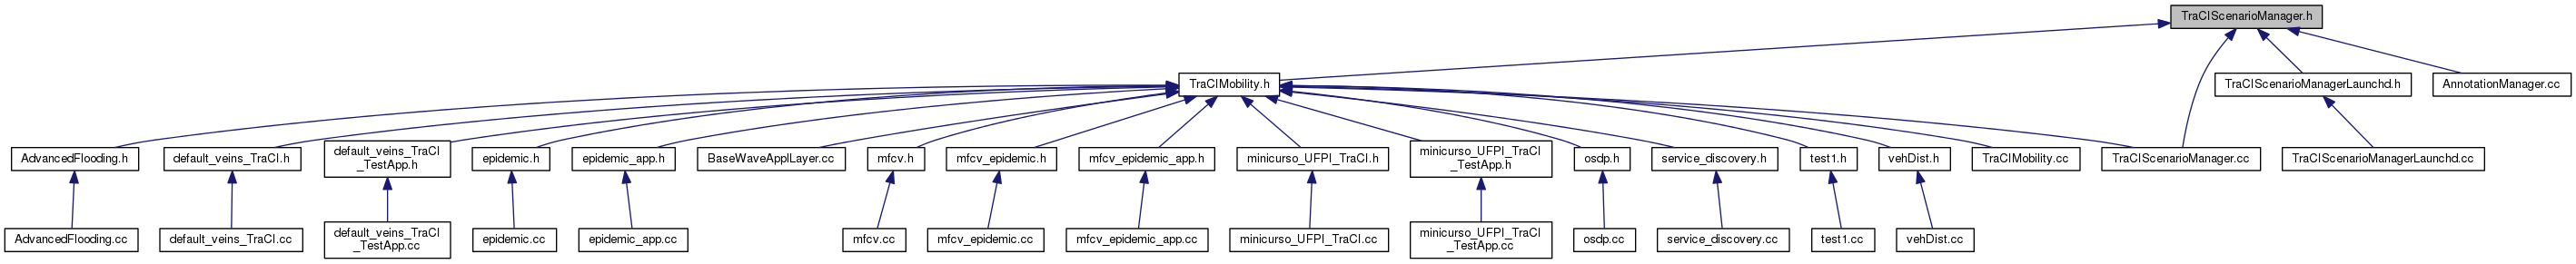 TraCIScenarioManager.h
TraCIMobility.h
TraCIScenarioManagerLaunchd.h
AnnotationManager.cc
AdvancedFlooding.h
default_veins_TraCI.h
default_veins_TraCI
_TestApp.h
epidemic.h
epidemic_app.h
BaseWaveApplLayer.cc
mfcv.h
mfcv_epidemic.h
mfcv_epidemic_app.h
minicurso_UFPI_TraCI.h
minicurso_UFPI_TraCI
_TestApp.h
osdp.h
service_discovery.h
test1.h
vehDist.h
TraCIMobility.cc
TraCIScenarioManager.cc
TraCIScenarioManagerLaunchd.cc
AdvancedFlooding.cc
default_veins_TraCI.cc
default_veins_TraCI
_TestApp.cc
epidemic.cc
epidemic_app.cc
mfcv.cc
mfcv_epidemic.cc
mfcv_epidemic_app.cc
minicurso_UFPI_TraCI.cc
minicurso_UFPI_TraCI
_TestApp.cc
osdp.cc
service_discovery.cc
test1.cc
vehDist.cc